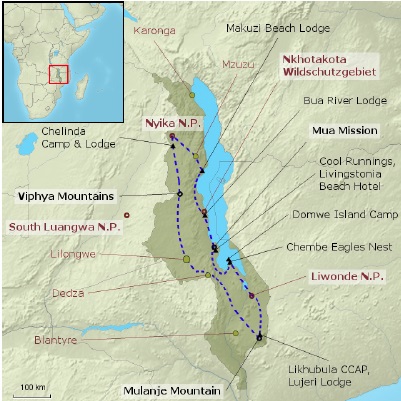 Karonga
Makuzi Beach Lodge
Mzuzu
Nkhotakota
Wildschutzgebiet
Bua River Lodge
Nyika N.P.
Chelinda
Camp & Lodge
Mua Mission
Cool Runnings,
Livingstonia
Beach Hotel
Viphya Mountains
South Luangwa N.P.
Domwe Island Camp
Chembe Eagles Nest
Lilongwe
Liwonde N.P.
Dedza
Blantyre
Likhubula CCAP,
Lujeri Lodge
Mulanje Mountain
100 km